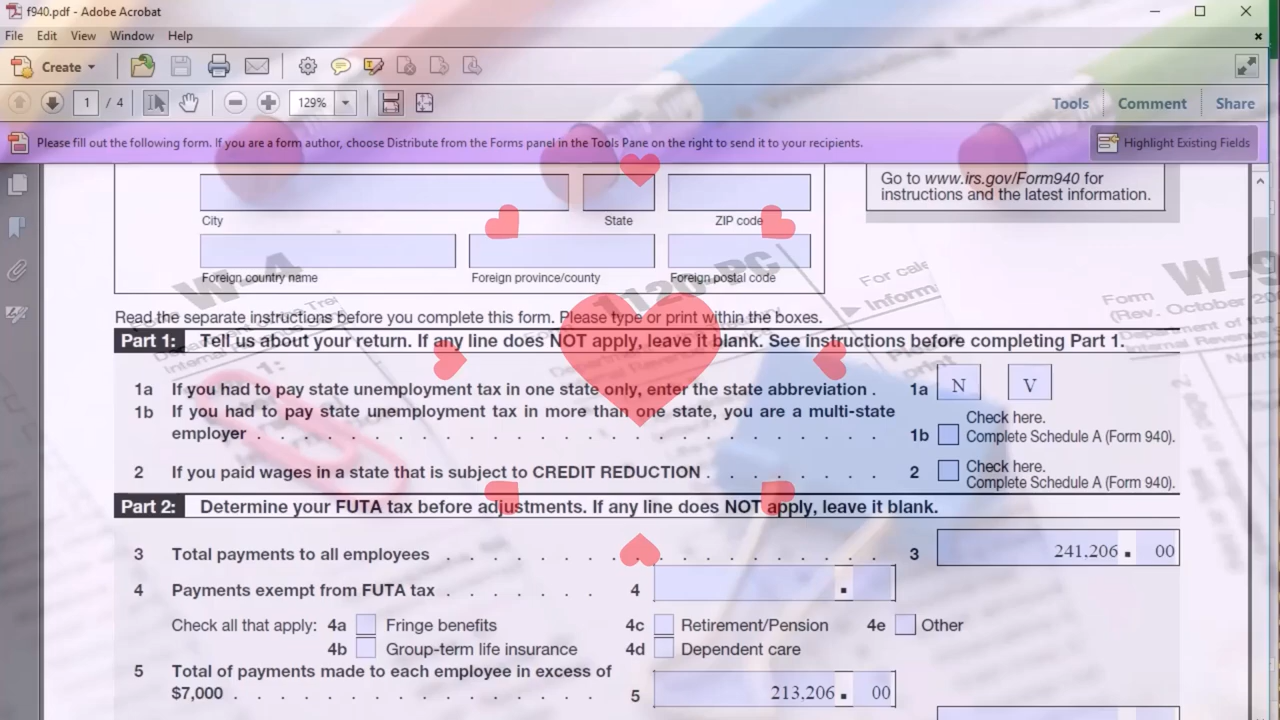 f940.pdf - Adobe Acrobat
File Edit View Window Help
Create
1 / 4
129%
Tools Comment Share
Please fill out the following form. If you are a form author, choose Distribute from the Forms panel in the Tools Pane on the right to send it to your recipients.
Highlight Existing Fields
Go to www.irs.gov/Form940 for
instructions and the latest information.
City State ZIP code
Foreign country name Foreign province/county Foreign postal code
W-4
1120-PC
For cale
Inform
W-9
Form
(Rev. October 20
Read the separate instructions before you complete this form. Please type or print within the boxes.
Part 1: Tell us about your return. If any line does NOT apply, leave it blank. See instructions before completing Part 1.
1a If you had to pay state unemployment tax in one state only, enter the state abbreviation . 1a N V
1b If you had to pay state unemployment tax in more than one state, you are a multi-state
employer . . . . . . . . . . . . . . . . . . . . . . . 1b Check here.
Complete Schedule A (Form 940).
2 If you paid wages in a state that is subject to CREDIT REDUCTION . . . . . . . 2 Check here.
Complete Schedule A (Form 940).
Part 2: Determine your FUTA tax before adjustments. If any line does NOT apply, leave it blank.
3 Total payments to all employees . . . . . . . . . . . . . . . . 3 241,206 . 00
4 Payments exempt from FUTA tax . . . . . . . 4 .
Check all that apply: 4a Fringe benefits 4c Retirement/Pension 4e Other
4b Group-term life insurance 4d Dependent care
5 Total of payments made to each employee in excess of
$7,000 . . . . . . . . . . . . . 5 213,206 . 00